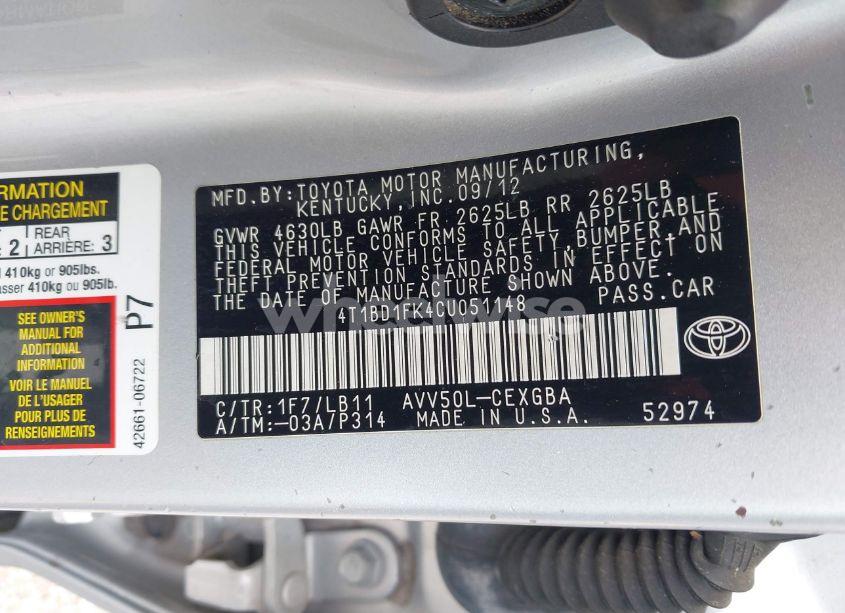 RMATION
E CHARGEMENT
2 REAR ARRIÈRE: 3
410kg or 905lbs.
asser 410kg ou 905lb.
SEE OWNER'S
MANUAL FOR
ADDITIONAL
INFORMATION
VOIR LE MANUEL
DE L'USAGER
POUR PLUS DE
RENSEIGNEMENTS
P7
42661-06722
MFD.BY:TOYOTA MOTOR MANUFACTURING,
KENTUCKY,INC.09/12
GVWR 4630LB GAWR FR 2625LB RR 2625LB
THIS VEHICLE CONFORMS TO ALL APPLICABLE
FEDERAL MOTOR VEHICLE SAFETY,BUMPER,AND
THEFT PREVENTION STANDARDS IN EFFECT ON
THE DATE OF MANUFACTURE SHOWN ABOVE.
4T1BD1FK4CU051148 PASS.CAR
wheelwise
C/TR:1F7/LB11 AVV50L-CEXGBA
A/TM:-03A/P314 MADE IN U.S.A. 52974